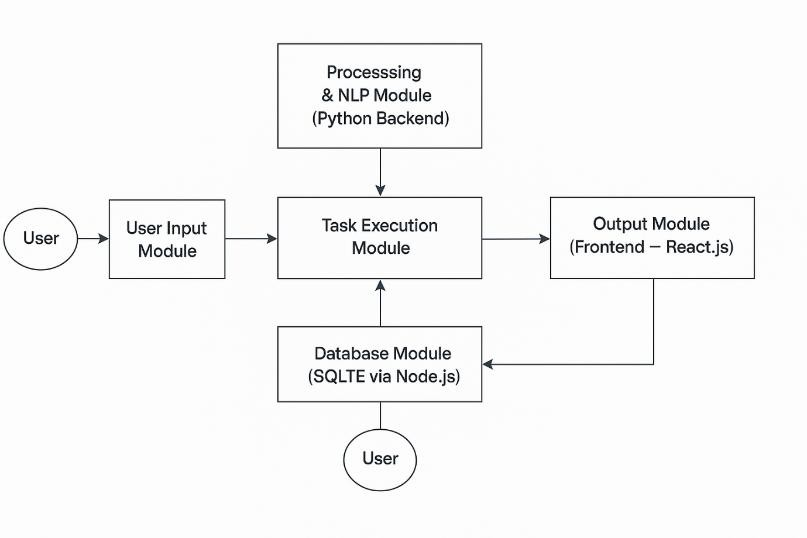 Processsing
& NLP Module
(Python Backend)
User
User Input
Module
Task Execution
Module
Output Module
(Frontend – React.js)
Database Module
(SQLTE via Node.js)
User